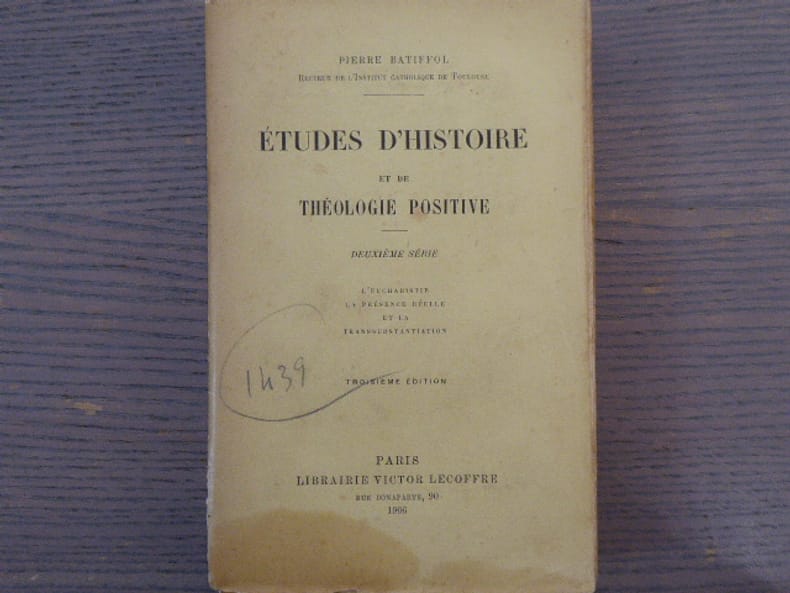 PIERRE BATIFFOL
RECTEUR DE L'INSTITUT CATHOLIQUE DE TOULOUSE
ÉTUDES D'HISTOIRE
ET DE
THÉOLOGIE POSITIVE
DEUXIÈME SÉRIE
L'EUCHARISTIE
LA PRÉSENCE RÉELLE
ET LA
TRANSSUBSTANTIATION
1439
TROISIÈME ÉDITION
PARIS
LIBRAIRIE VICTOR LECOFFRE
RUE BONAPARTE, 90
1906